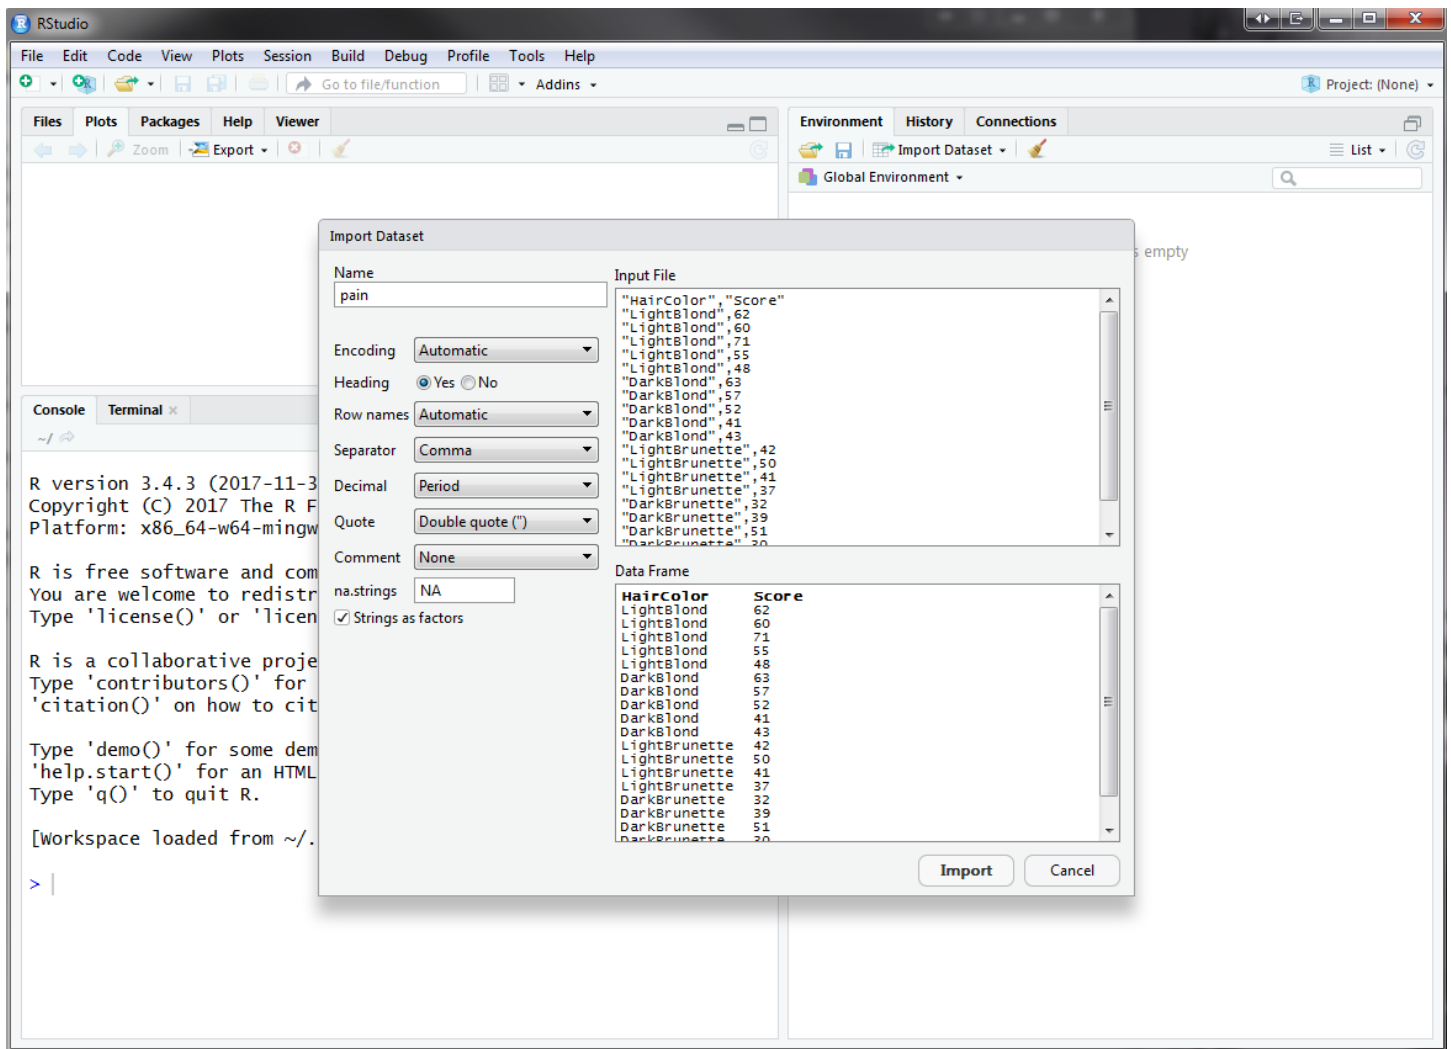 RStudio
File Edit Code View Plots Session Build Debug Profile Tools Help
Go to file/function Addins Project: (None)
Files Plots Packages Help Viewer
Zoom Export
Environment History Connections
Import Dataset List
Global Environment
empty
Import Dataset
Name
pain
Encoding Automatic
Heading Yes No
Row names Automatic
Separator Comma
Decimal Period
Quote Double quote (")
Comment None
na.strings NA
Strings as factors
Input File
"HairColor","Score"
"LightBlond",62
"LightBlond",60
"LightBlond",71
"LightBlond",55
"LightBlond",48
"DarkBlond",63
"DarkBlond",57
"DarkBlond",52
"DarkBlond",41
"DarkBlond",43
"LightBrunette",42
"LightBrunette",50
"LightBrunette",41
"LightBrunette",37
"DarkBrunette",32
"DarkBrunette",39
"DarkBrunette",51
"DarkBrunette",30
Data Frame
HairColor Score
LightBlond 62
LightBlond 60
LightBlond 71
LightBlond 55
LightBlond 48
DarkBlond 63
DarkBlond 57
DarkBlond 52
DarkBlond 41
DarkBlond 43
LightBrunette 42
LightBrunette 50
LightBrunette 41
LightBrunette 37
DarkBrunette 32
DarkBrunette 39
DarkBrunette 51
DarkBrunette 30
Import Cancel
Console Terminal
~/
R version 3.4.3 (2017-11-3
Copyright (C) 2017 The R F
Platform: x86_64-w64-mingw
R is free software and com
You are welcome to redistr
Type 'license()' or 'licen
R is a collaborative proje
Type 'contributors()' for
'citation()' on how to cit
Type 'demo()' for some dem
'help.start()' for an HTML
Type 'q()' to quit R.
[Workspace loaded from ~/.
>